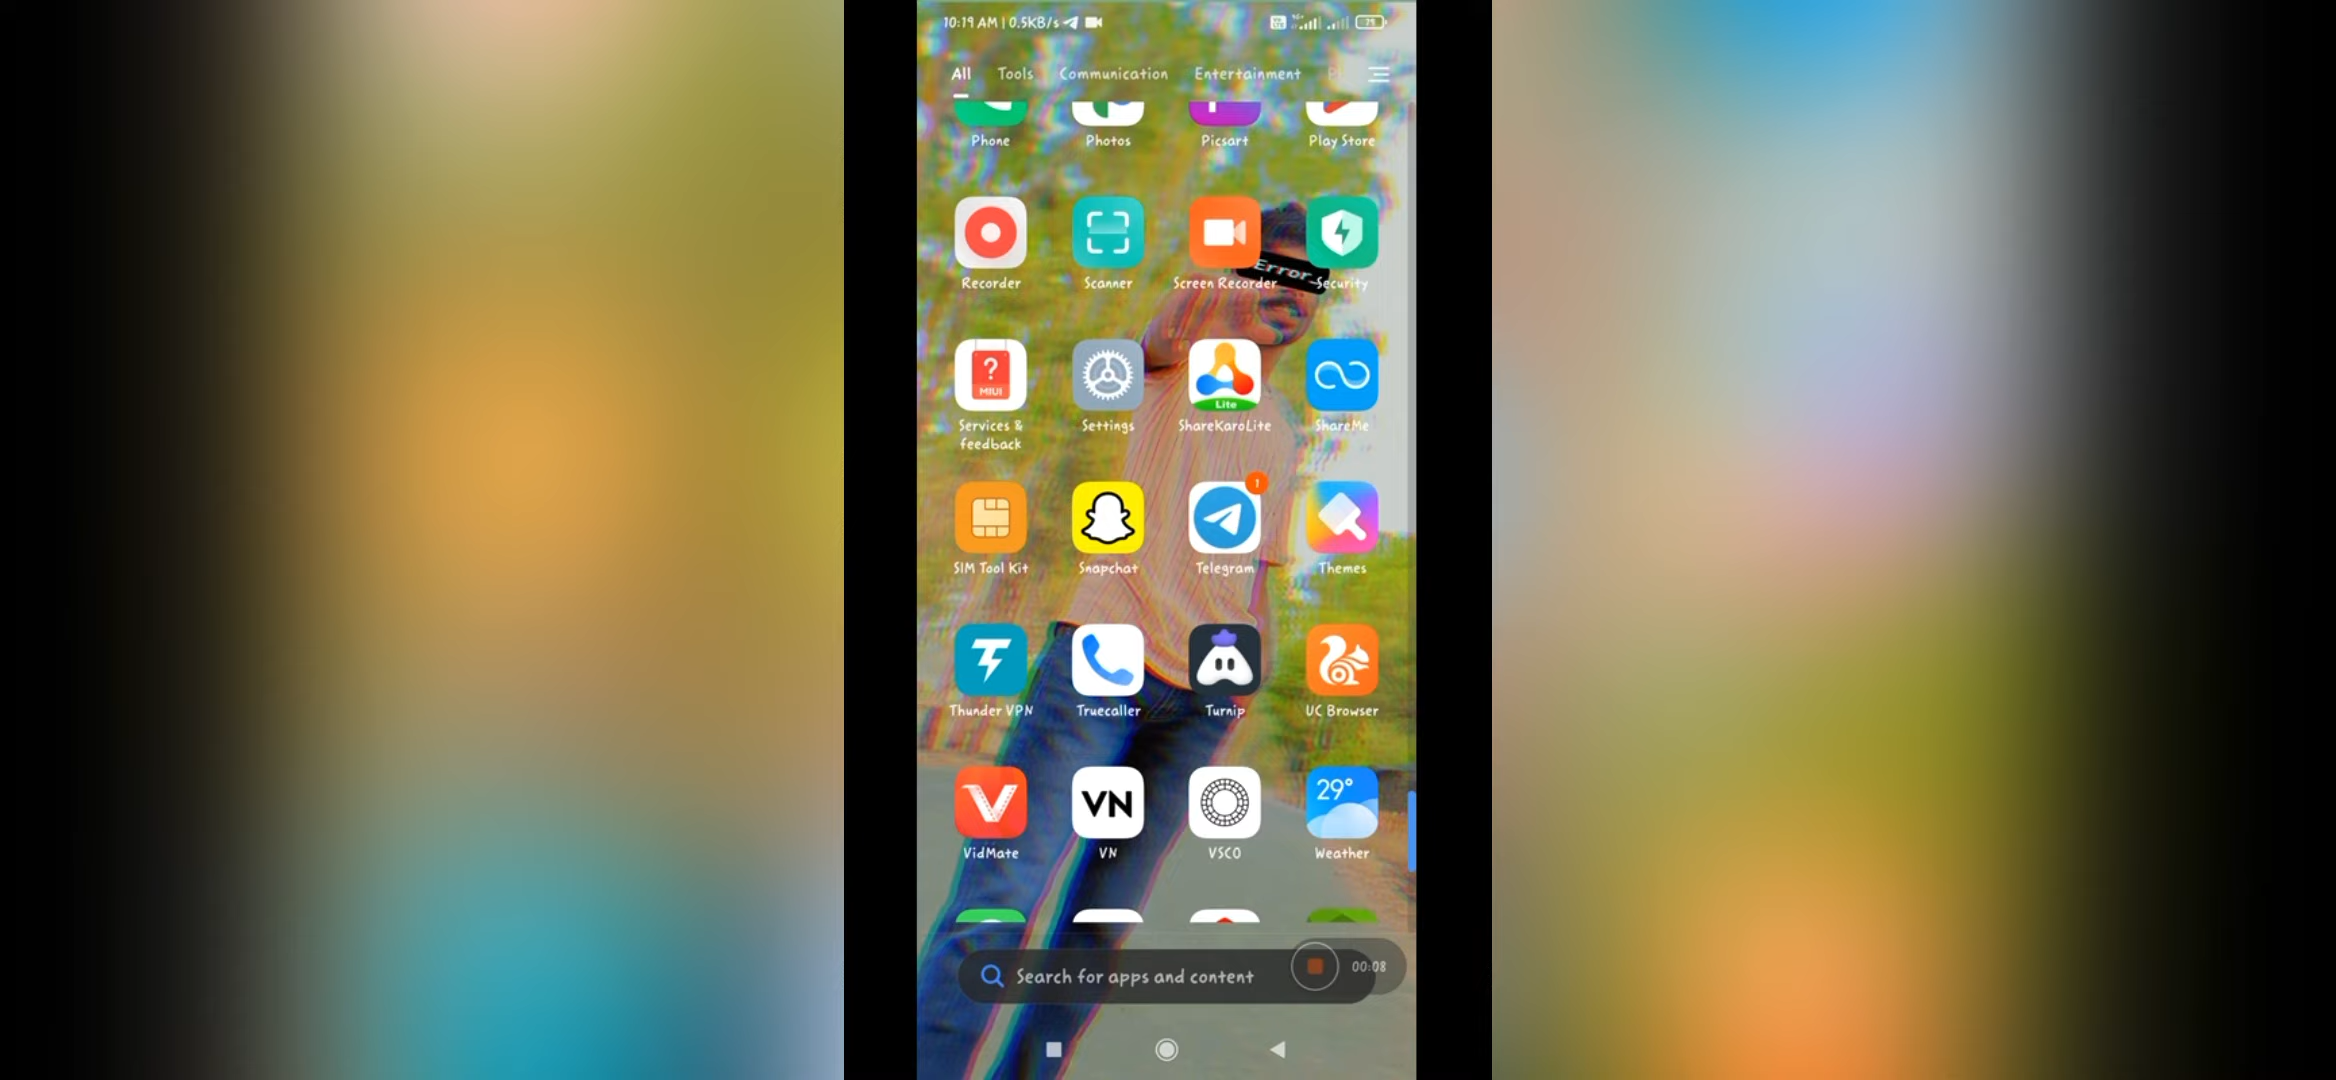 10:19 AM | 0.5KB/s
75
All Tools Communication Entertainment
Phone Photos Picsart Play Store
Error
Recorder Scanner Screen Recorder Security
?
MIUI
Lite
Services & Settings ShareKaroLite ShareMe
feedback
1
SIM Tool Kit Snapchat Telegram Themes
Thunder VPN Truecaller Turnip UC Browser
VN
29°
VidMate VN VSCO Weather
Search for apps and content 00:08